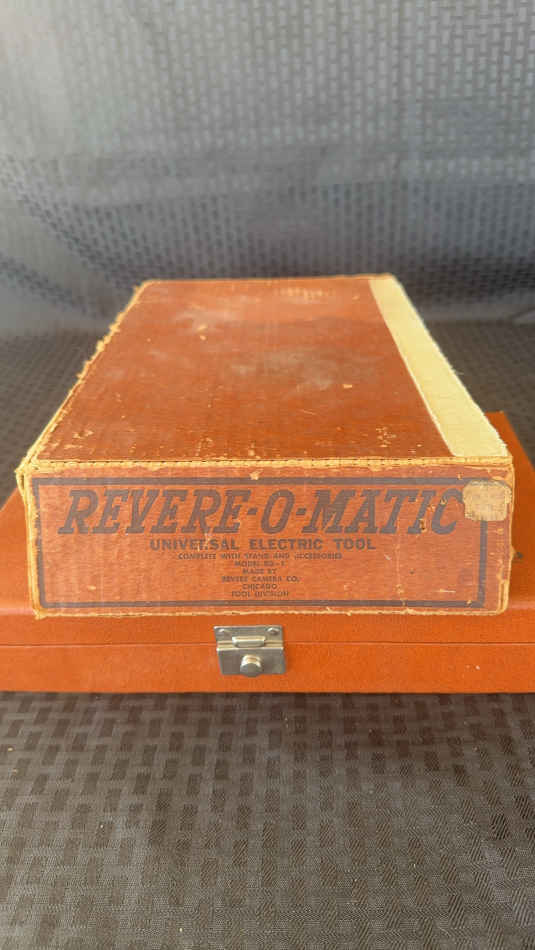 REVERE-O-MATIC
UNIVERSAL ELECTRIC TOOL
COMPLETE WITH STAND AND ACCESSORIES
MADE BY
REVERE CAMERA CO.
CHICAGO
TOOL DIVISION